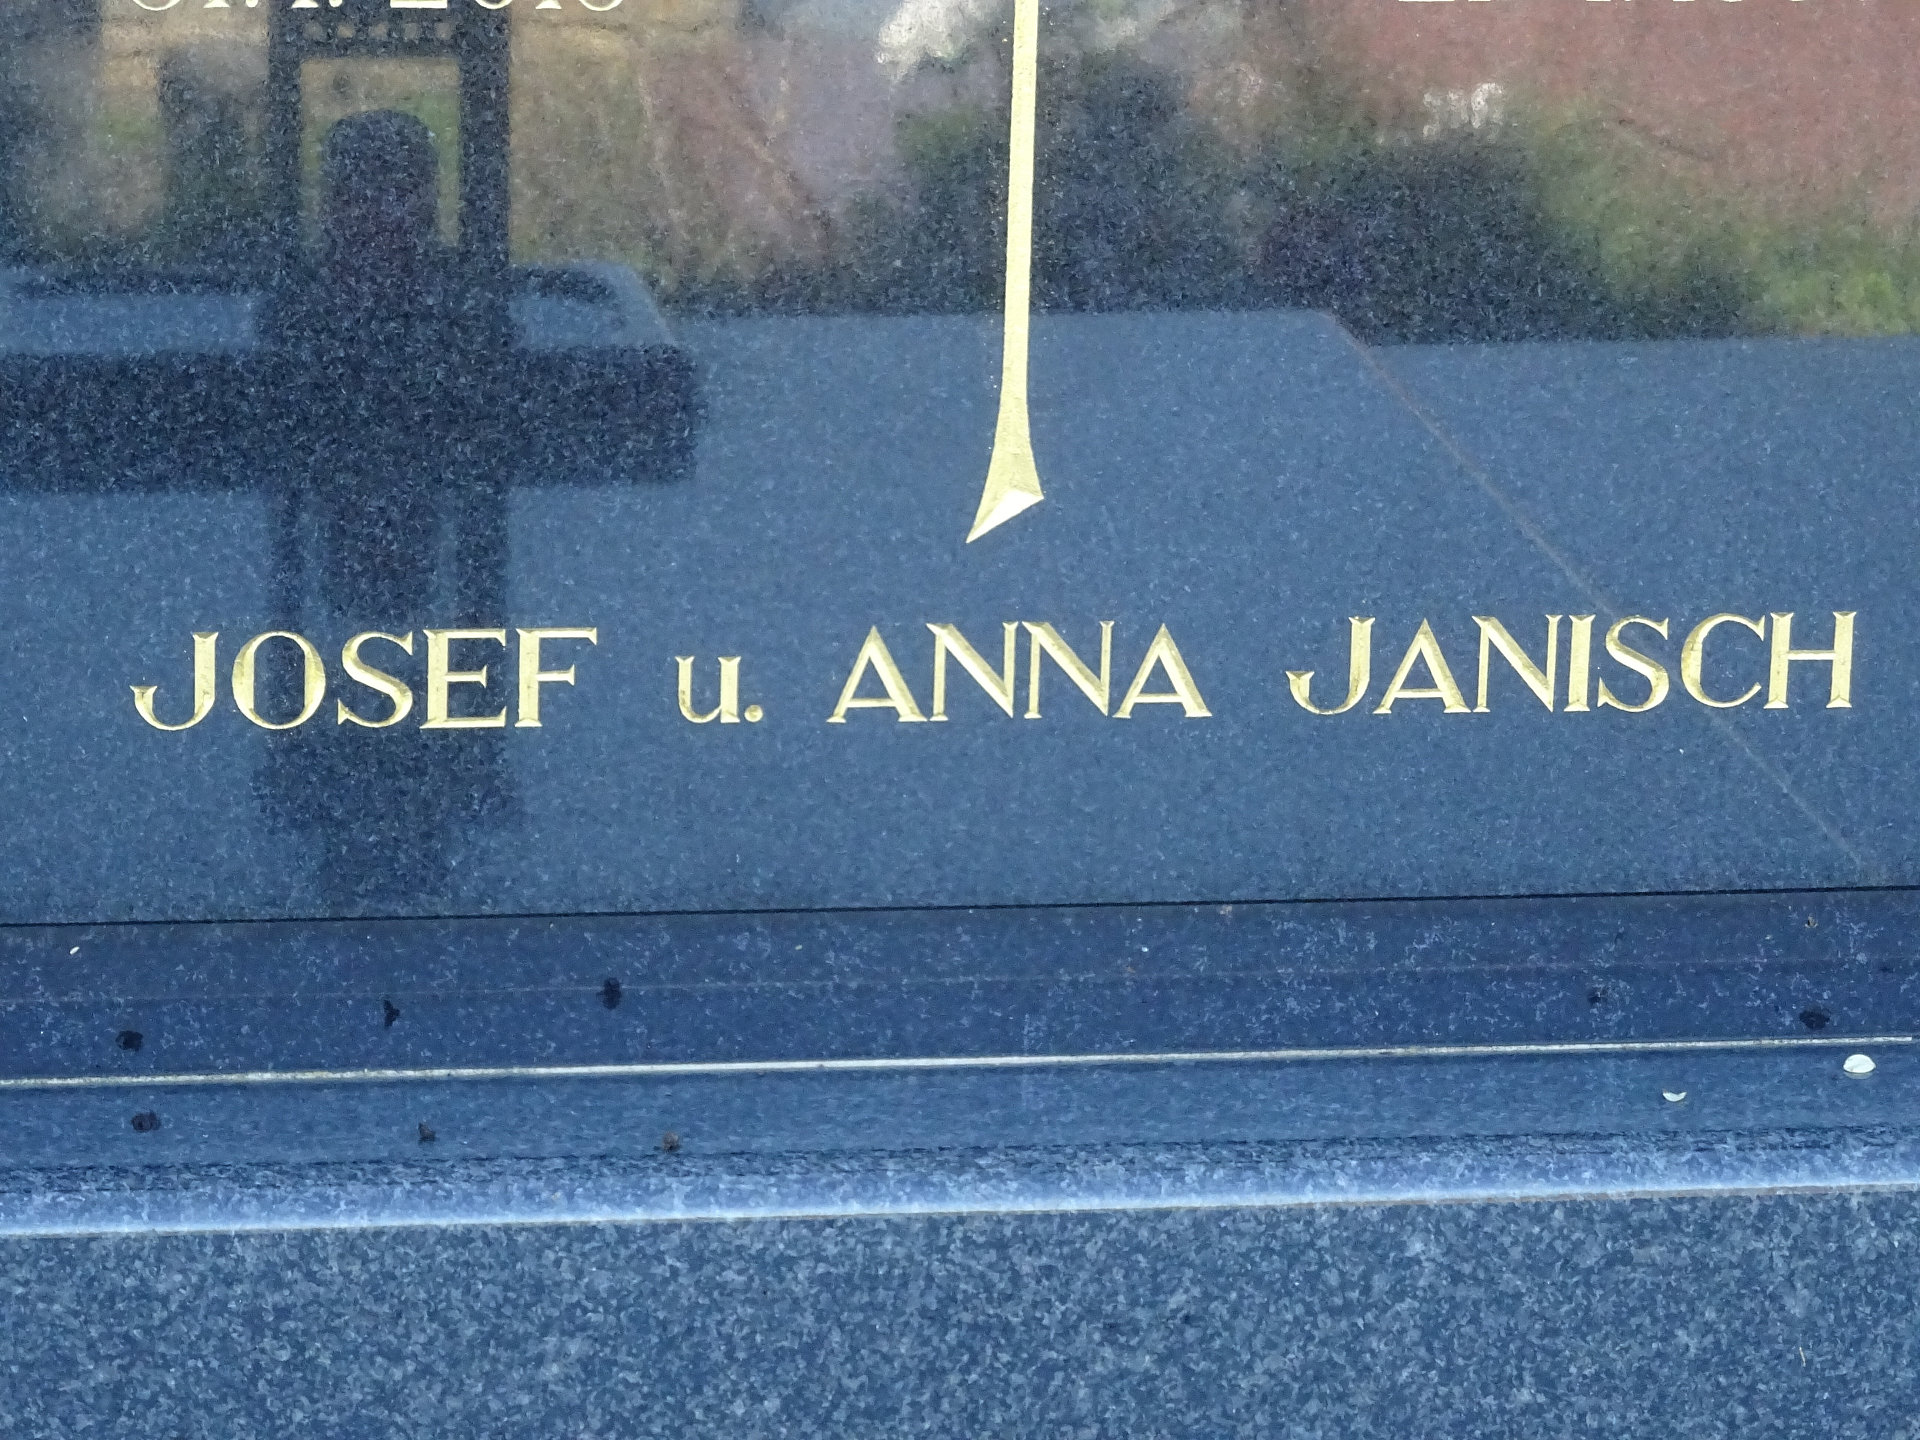 JOSEF u. ANNA JANISCH